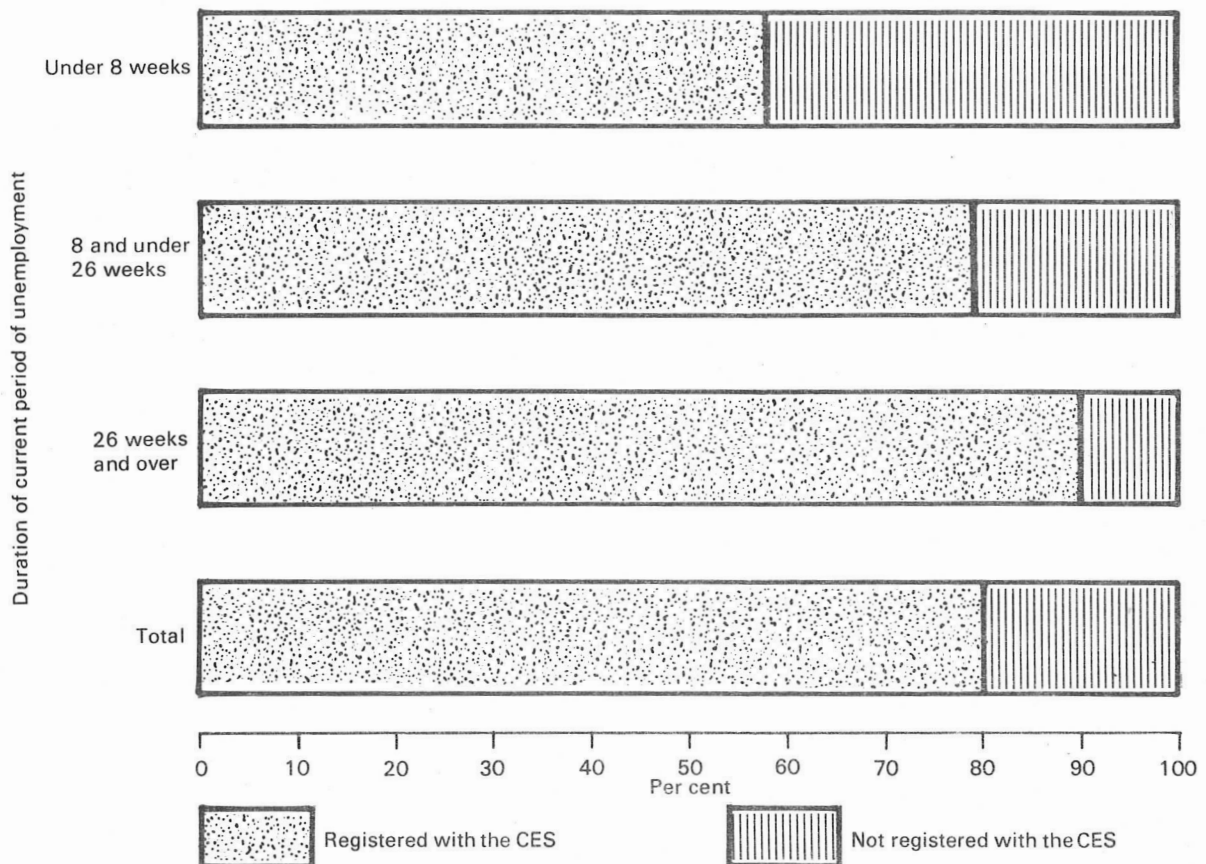 Duration of current period of unemployment
Under 8 weeks
8 and under
26 weeks
26 weeks
and over
Total
0 10 20 30 40 50 60 70 80 90 100
Per cent
Registered with the CES
Not registered with the CES